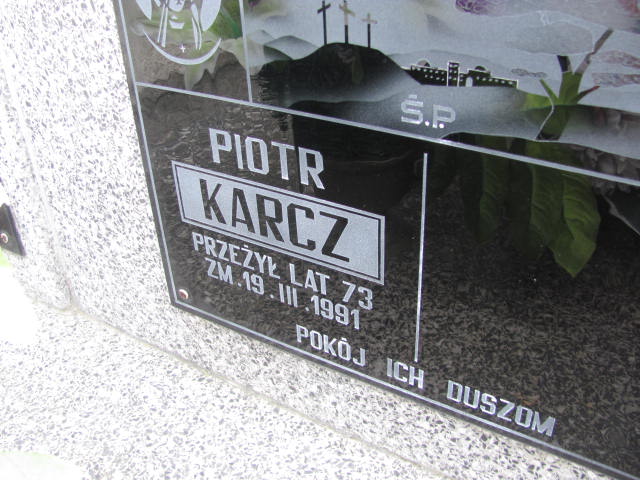 Ś.P.
PIOTR
KARCZ
PRZEŻYŁ LAT 73
ZM.19.III.1991
POKÓJ ICH DUSZOM